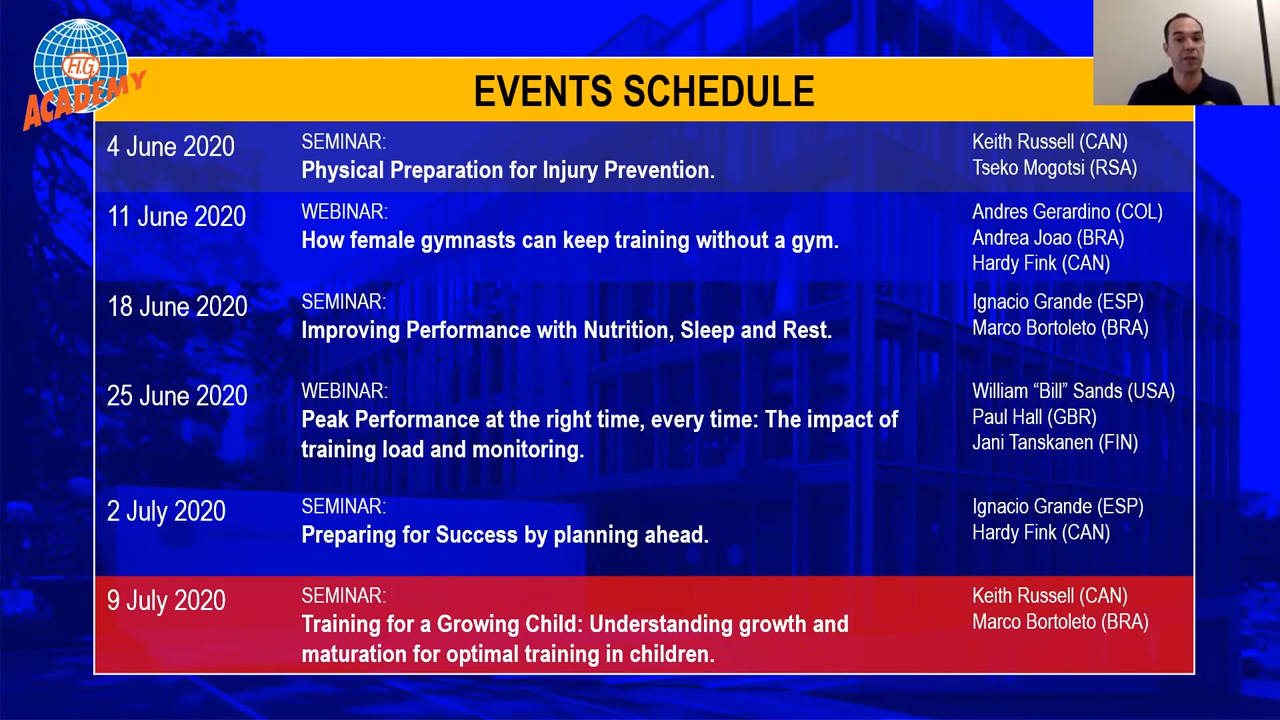 F.I.G.
ACADEMY
EVENTS SCHEDULE
4 June 2020
SEMINAR:
Physical Preparation for Injury Prevention.
Keith Russell (CAN)
Tseko Mogotsi (RSA)
11 June 2020
WEBINAR:
How female gymnasts can keep training without a gym.
Andres Gerardino (COL)
Andrea Joao (BRA)
Hardy Fink (CAN)
18 June 2020
SEMINAR:
Improving Performance with Nutrition, Sleep and Rest.
Ignacio Grande (ESP)
Marco Bortoleto (BRA)
25 June 2020
WEBINAR:
Peak Performance at the right time, every time: The impact of
training load and monitoring.
William “Bill” Sands (USA)
Paul Hall (GBR)
Jani Tanskanen (FIN)
2 July 2020
SEMINAR:
Preparing for Success by planning ahead.
Ignacio Grande (ESP)
Hardy Fink (CAN)
9 July 2020
SEMINAR:
Training for a Growing Child: Understanding growth and
maturation for optimal training in children.
Keith Russell (CAN)
Marco Bortoleto (BRA)